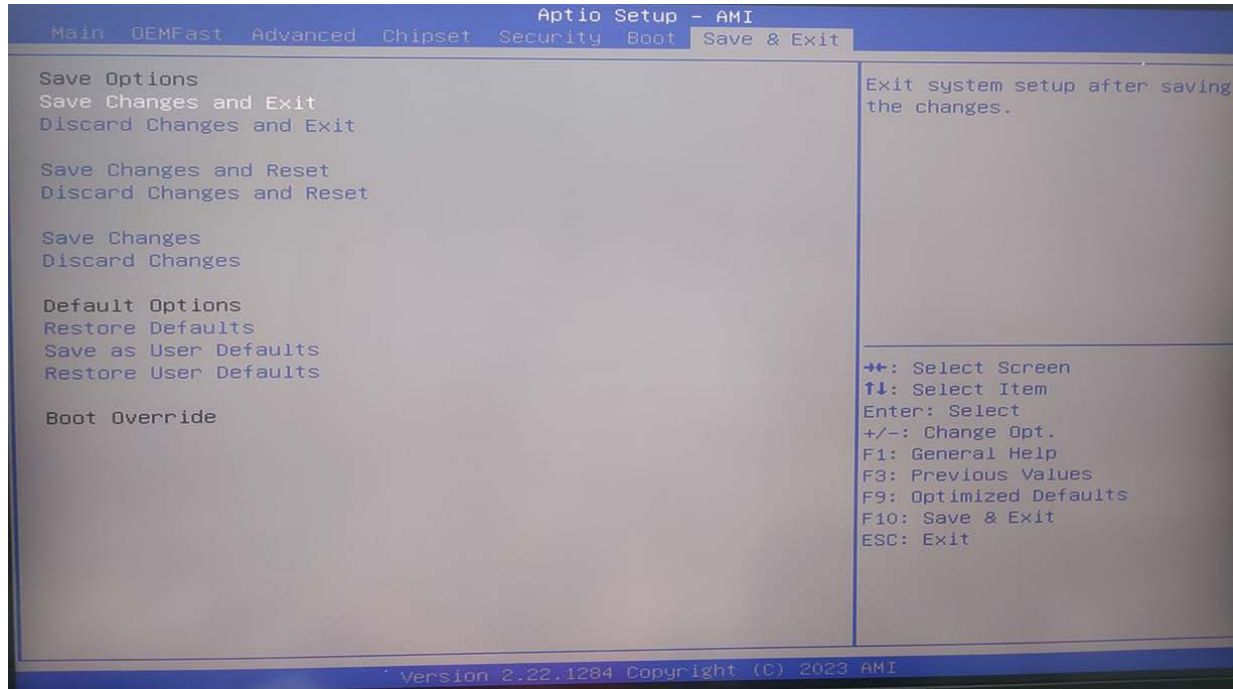 Aptio Setup – AMI
Main OEMFast Advanced Chipset Security Boot Save & Exit
Save Options
Save Changes and Exit
Discard Changes and Exit
Save Changes and Reset
Discard Changes and Reset
Save Changes
Discard Changes
Default Options
Restore Defaults
Save as User Defaults
Restore User Defaults
Boot Override
Exit system setup after saving
the changes.
→←: Select Screen
↑↓: Select Item
Enter: Select
+/-: Change Opt.
F1: General Help
F3: Previous Values
F9: Optimized Defaults
F10: Save & Exit
ESC: Exit
Version 2.22.1284 Copyright (C) 2023 AMI